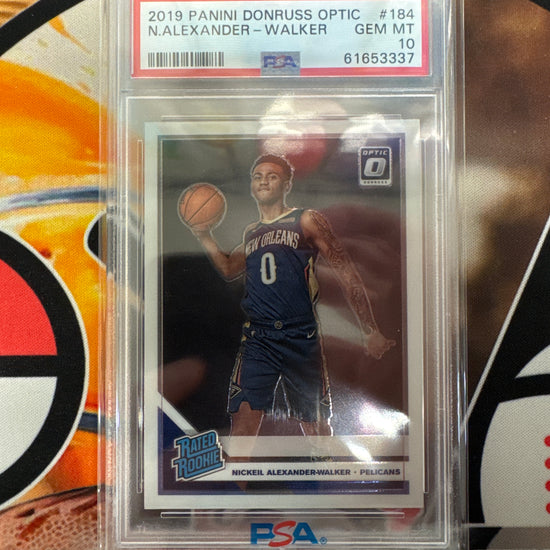 2019 PANINI DONRUSS OPTIC #184
N.ALEXANDER-WALKER GEM MT
10
PSA 61653337
OPTIC
DONRUSS
NEW ORLEANS
0
RATED
ROOKIE
NICKEIL ALEXANDER-WALKER • PELICANS
PSA®